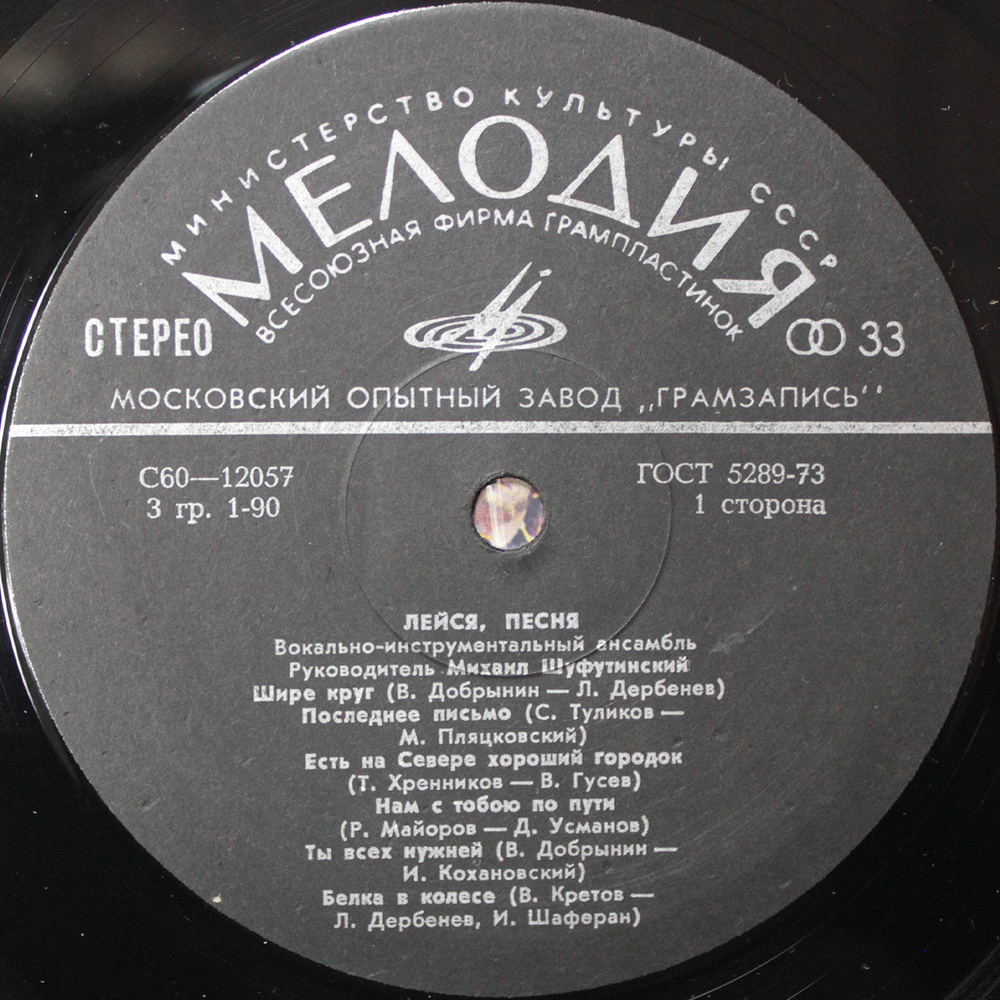 МИНИСТЕРСТВО КУЛЬТУРЫ СССР
МЕЛОДИЯ
ВСЕСОЮЗНАЯ ФИРМА ГРАМПЛАСТИНОК
СТЕРЕО
33
МОСКОВСКИЙ ОПЫТНЫЙ ЗАВОД „ГРАМЗАПИСЬ"
С60—12057
ГОСТ 5289-73
3 гр. 1-90
1 сторона
ЛЕЙСЯ, ПЕСНЯ
Вокально-инструментальный ансамбль
Руководитель Михаил Шуфутинский
Шире круг (В. Добрынин — Л. Дербенев)
Последнее письмо (С. Туликов —
М. Пляцковский)
Есть на Севере хороший городок
(Т. Хренников — В. Гусев)
Нам с тобою по пути
(Р. Майоров — Д. Усманов)
Ты всех нужней (В. Добрынин —
И. Кохановский)
Белка в колесе (В. Кретов —
Л. Дербенев, И. Шаферан)